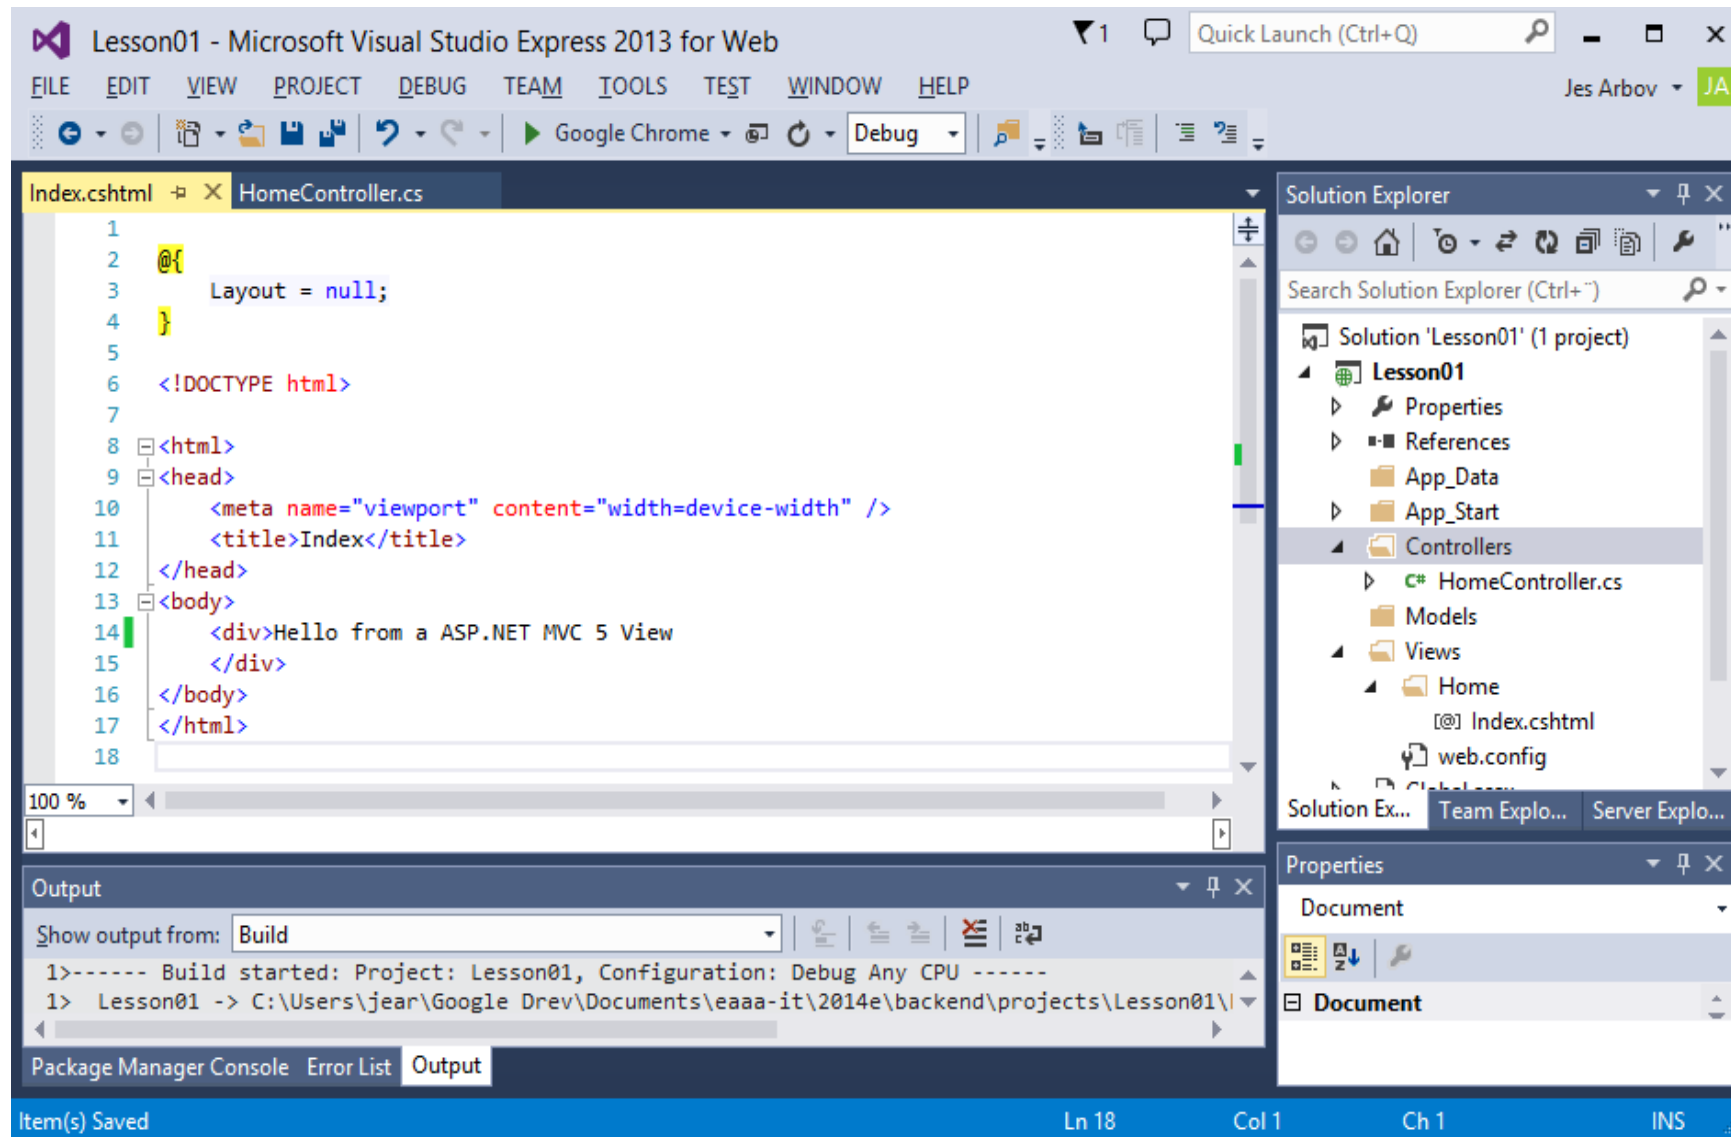 Lesson01 - Microsoft Visual Studio Express 2013 for Web
1
Quick Launch (Ctrl+Q)
FILE EDIT VIEW PROJECT DEBUG TEAM TOOLS TEST WINDOW HELP
Jes Arbov JA
Google Chrome Debug
Index.cshtml HomeController.cs
1
2 @{
3 Layout = null;
4 }
5
6 <!DOCTYPE html>
7
8 <html>
9 <head>
10 <meta name="viewport" content="width=device-width" />
11 <title>Index</title>
12 </head>
13 <body>
14 <div>Hello from a ASP.NET MVC 5 View
15 </div>
16 </body>
17 </html>
18
100 %
Solution Explorer
Search Solution Explorer (Ctrl+¨)
Solution 'Lesson01' (1 project)
Lesson01
Properties
References
App_Data
App_Start
Controllers
C# HomeController.cs
Models
Views
Home
[@] Index.cshtml
web.config
Solution Ex... Team Explo... Server Explo...
Output
Show output from: Build
1>------ Build started: Project: Lesson01, Configuration: Debug Any CPU ------
1> Lesson01 -> C:\Users\jear\Google Drev\Documents\eaaa-it\2014e\backend\projects\Lesson01\
Package Manager Console Error List Output
Properties
Document
Document
Item(s) Saved Ln 18 Col 1 Ch 1 INS